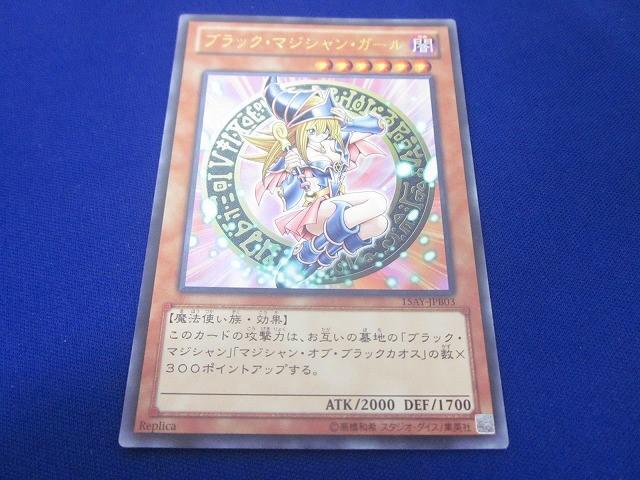 ブラック・マジシャン・ガール 闇
15AY-JPB03
【魔法使い族・効果】
このカードの攻撃力は、お互いの墓地の「ブラック・
マジシャン」「マジシャン・オブ・ブラックカオス」の数×
300ポイントアップする。
ATK/2000 DEF/1700
Replica ©高橋和希 スタジオ・ダイス/集英社